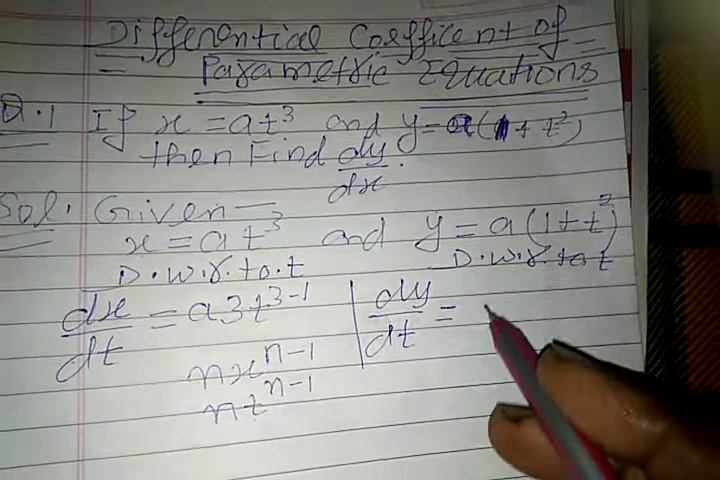 Differential Coefficent of
Parametric Equations
Q.1 If x = at³ and y = a(1 + t²)
then Find dy/dx.
Sol. Given –
x = at³ and y = a(1 + t²)
D.w.r.to.t D.w.r.to t
dx/dt = a3t³⁻¹ | dy/dt =
nxⁿ⁻¹
ntⁿ⁻¹